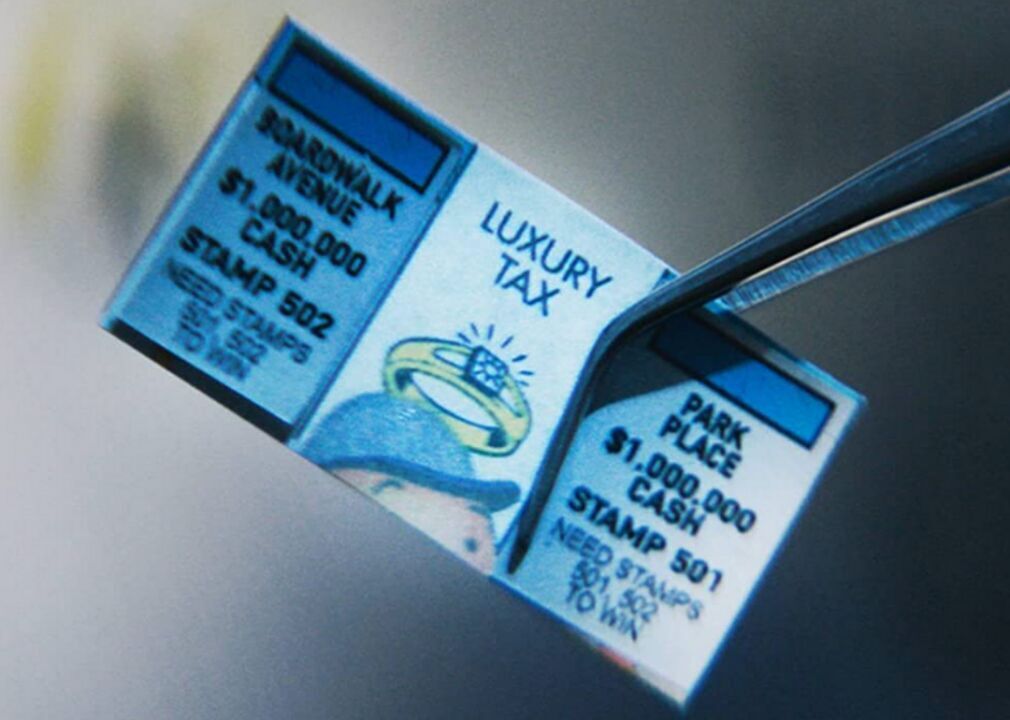 BOARDWALK
AVENUE
$1,000,000
CASH
STAMP 502
NEED STAMPS
501, 502
TO WIN
LUXURY
TAX
PARK
PLACE
$1,000,000
CASH
STAMP 501
NEED STAMPS
501, 502
TO WIN